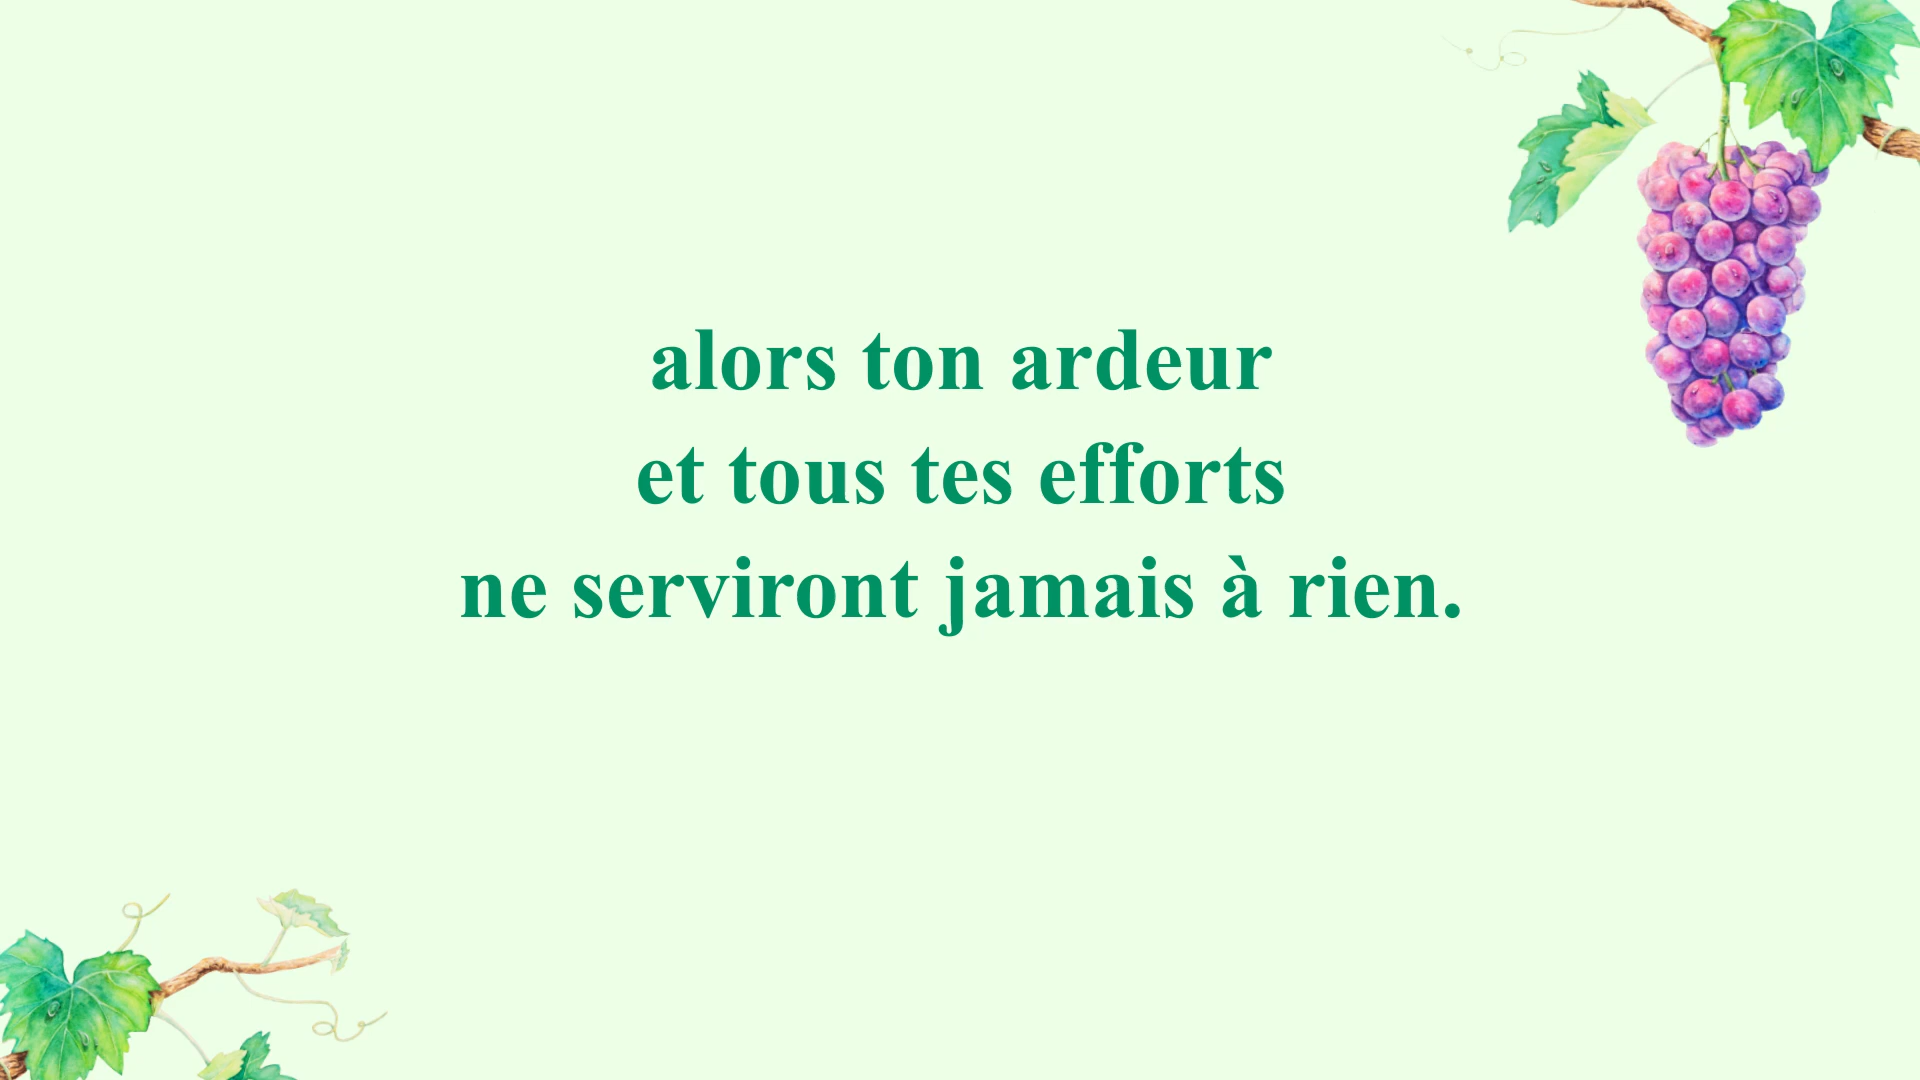 alors ton ardeur
et tous tes efforts
ne serviront jamais à rien.